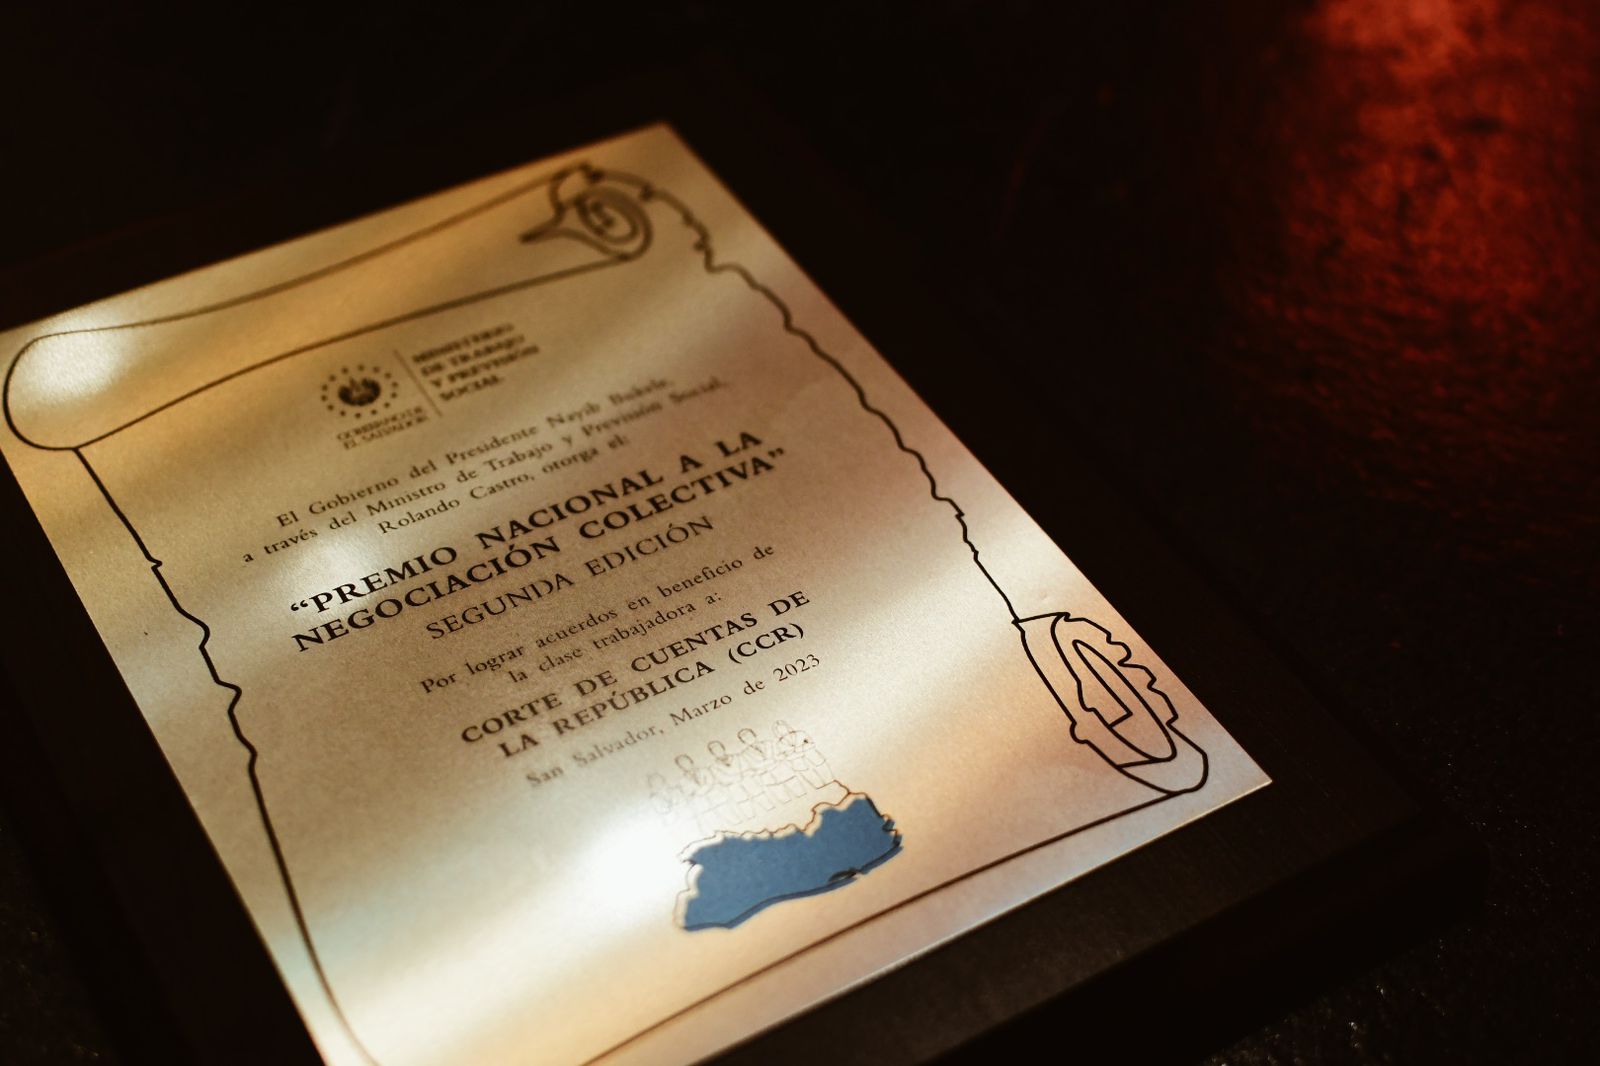 GOBIERNO DE
EL SALVADOR
MINISTERIO
DE TRABAJO
Y PREVISIÓN
SOCIAL
El Gobierno del Presidente Nayib Bukele,
a través del Ministro de Trabajo y Previsión Social,
Rolando Castro, otorga el:
“PREMIO NACIONAL A LA
NEGOCIACIÓN COLECTIVA”
SEGUNDA EDICIÓN
Por lograr acuerdos en beneficio de
la clase trabajadora a:
CORTE DE CUENTAS DE
LA REPÚBLICA (CCR)
San Salvador, Marzo de 2023